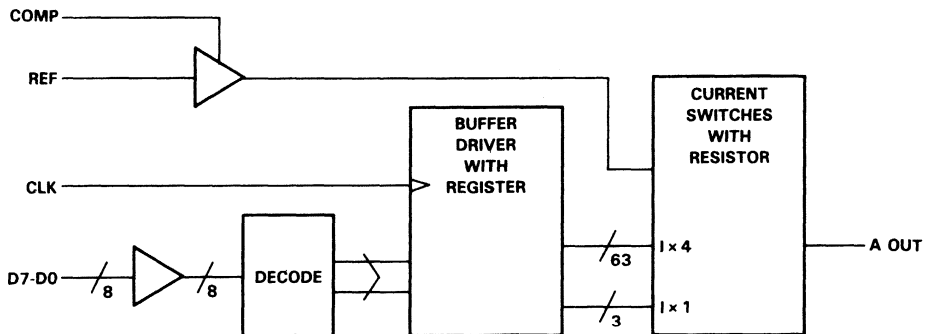 COMP
REF
CLK
D7-D0
8
8
DECODE
BUFFER
DRIVER
WITH
REGISTER
63
3
CURRENT
SWITCHES
WITH
RESISTOR
I × 4
I × 1
A OUT